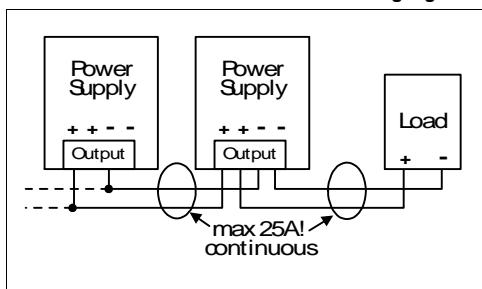 Power Supply
+ + - -
Output
Power Supply
+ + - -
Output
Load
+ -
max 25A!
continuous